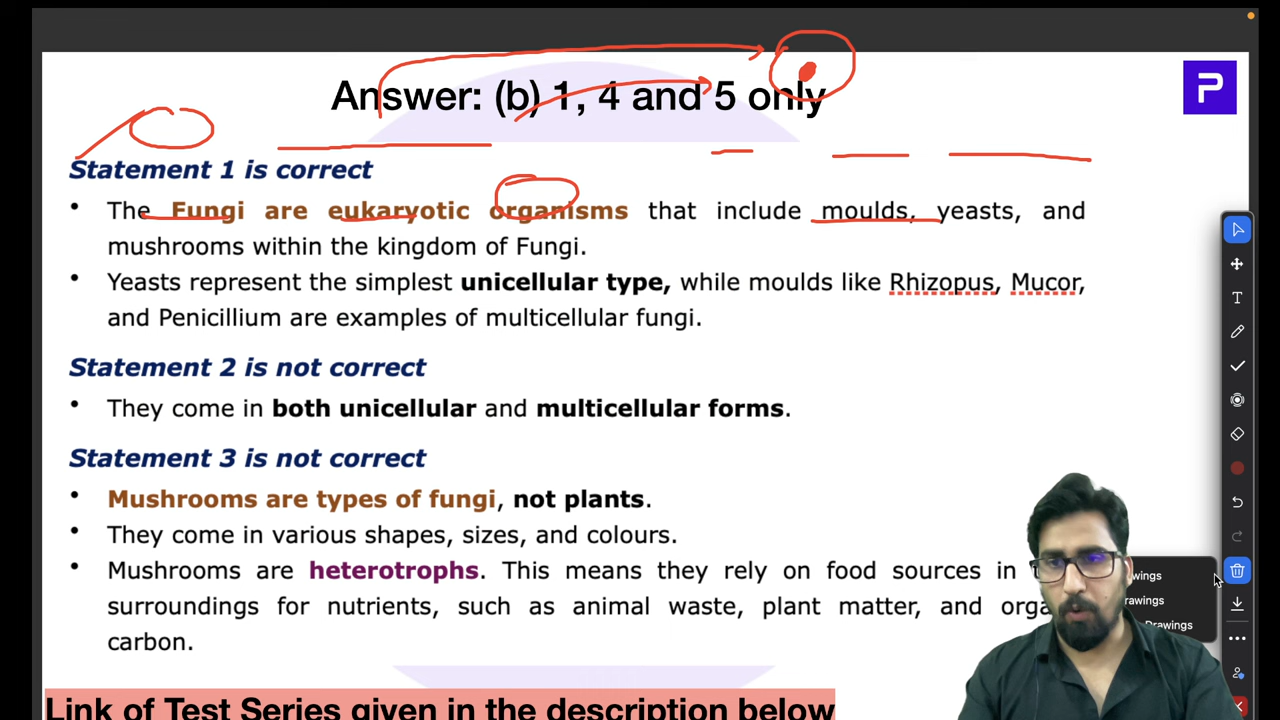 Answer: (b) 1, 4 and 5 only
P
Statement 1 is correct
• The Fungi are eukaryotic organisms that include moulds, yeasts, and
mushrooms within the kingdom of Fungi.
• Yeasts represent the simplest unicellular type, while moulds like Rhizopus, Mucor,
and Penicillium are examples of multicellular fungi.
Statement 2 is not correct
• They come in both unicellular and multicellular forms.
Statement 3 is not correct
• Mushrooms are types of fungi, not plants.
• They come in various shapes, sizes, and colours.
• Mushrooms are heterotrophs. This means they rely on food sources in
surroundings for nutrients, such as animal waste, plant matter, and
carbon.
Drawings
Link of Test Series given in the description below